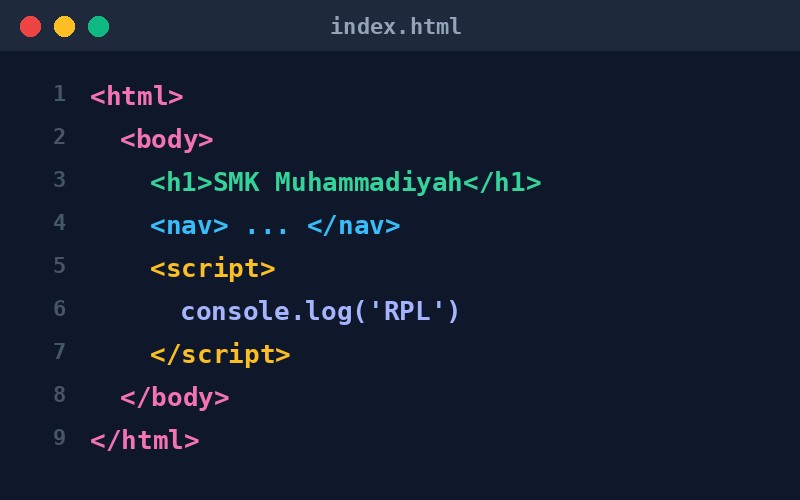 index.html
1 <html>
2 <body>
3 <h1>SMK Muhammadiyah</h1>
4 <nav> ... </nav>
5 <script>
6 console.log('RPL')
7 </script>
8 </body>
9 </html>